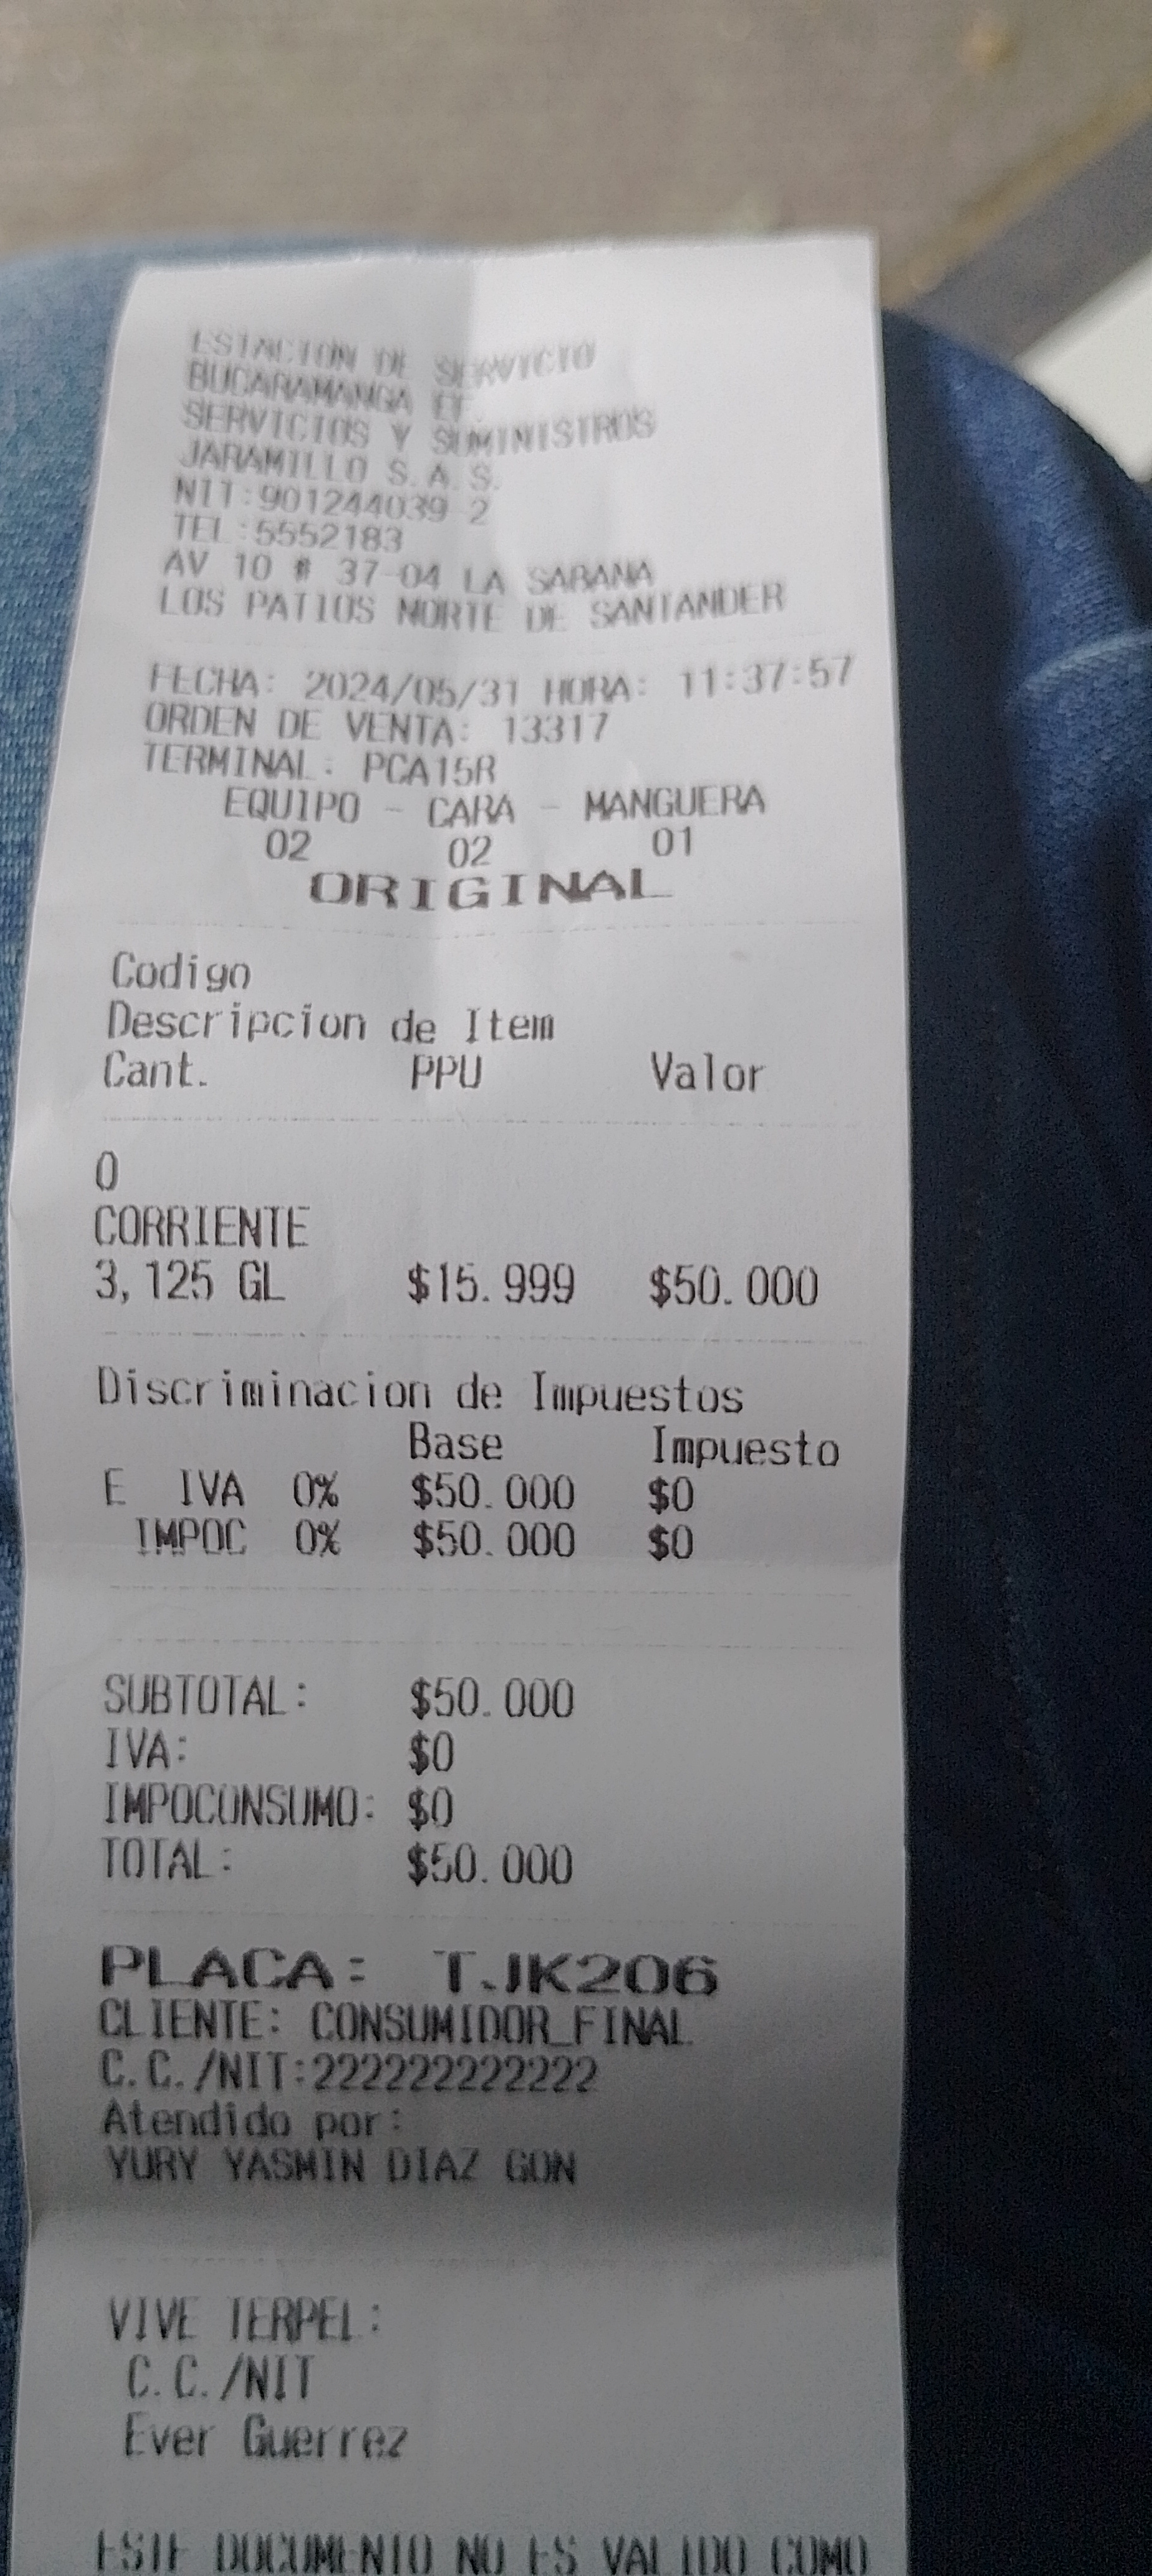 ESTACION DE SERVICIO
BUCARAMANGA EF.
SERVICIOS Y SUMINISTROS
JARAMILLO S.A.S.
NIT:901244039-2
TEL:5552183
AV 10 # 37-04 LA SABANA
LOS PATIOS NORTE DE SANTANDER
FECHA: 2024/05/31 HORA: 11:37:57
ORDEN DE VENTA: 13317
TERMINAL: PCA15R
EQUIPO - CARA - MANGUERA
02 02 01
ORIGINAL
Codigo
Descripcion de Item
Cant. PPU Valor
0
CORRIENTE
3,125 GL $15.999 $50.000
Discriminacion de Impuestos
Base Impuesto
E IVA 0% $50.000 $0
IMPOC 0% $50.000 $0
SUBTOTAL: $50.000
IVA: $0
IMPOCONSUMO: $0
TOTAL: $50.000
PLACA: TJK206
CLIENTE: CONSUMIDOR_FINAL
C.C./NIT:222222222222
Atendido por:
YURY YASMIN DIAZ GON
VIVE TERPEL:
C.C./NIT
Ever Guerrez
ESTE DOCUMENTO NO ES VALIDO COMO